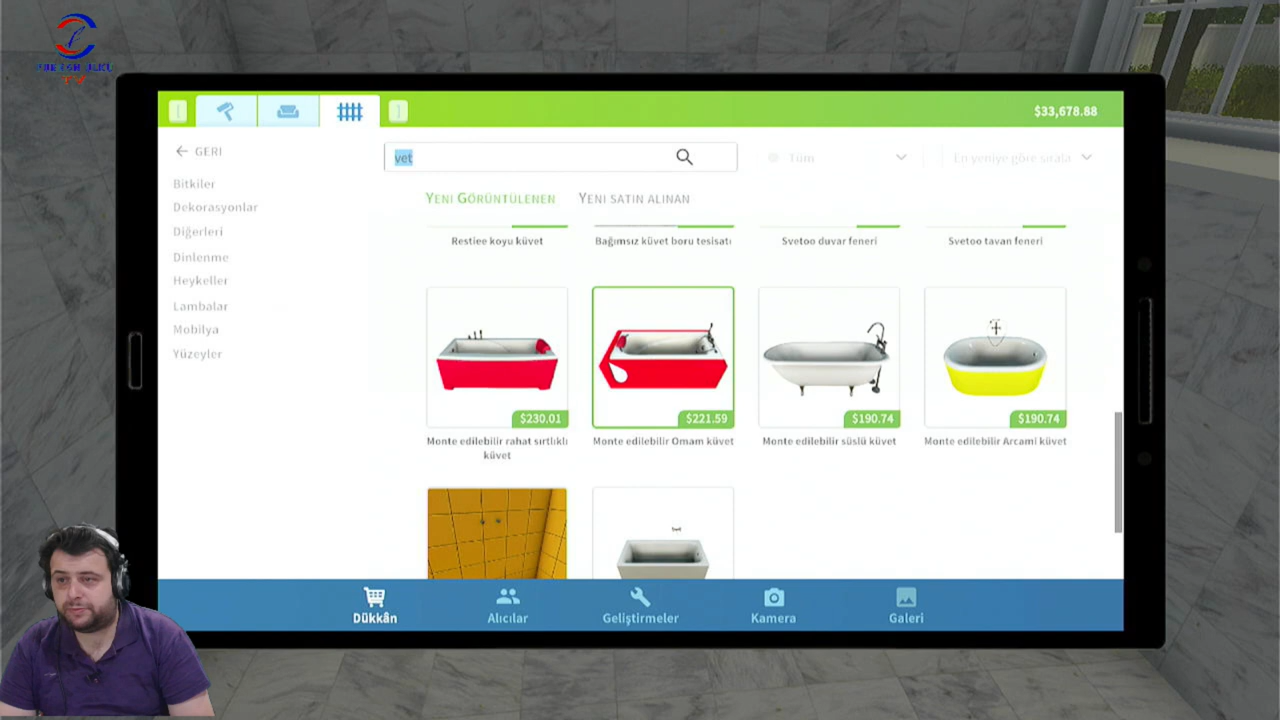 TV
$33,678.88
GERİ
vet
Tüm
En yeniye göre sırala
Bitkiler
Dekorasyonlar
Diğerleri
Dinlenme
Heykeller
Lambalar
Mobilya
Yüzeyler
YENİ GÖRÜNTÜLENEN
YENİ SATIN ALINAN
Restiee koyu küvet
Bağımsız küvet boru tesisatı
Svetoo duvar feneri
Svetoo tavan feneri
$230.01
$221.59
$190.74
$190.74
Monte edilebilir rahat sırtlıklı
küvet
Monte edilebilir Omam küvet
Monte edilebilir süslü küvet
Monte edilebilir Arcami küvet
Dükkân
Alıcılar
Geliştirmeler
Kamera
Galeri